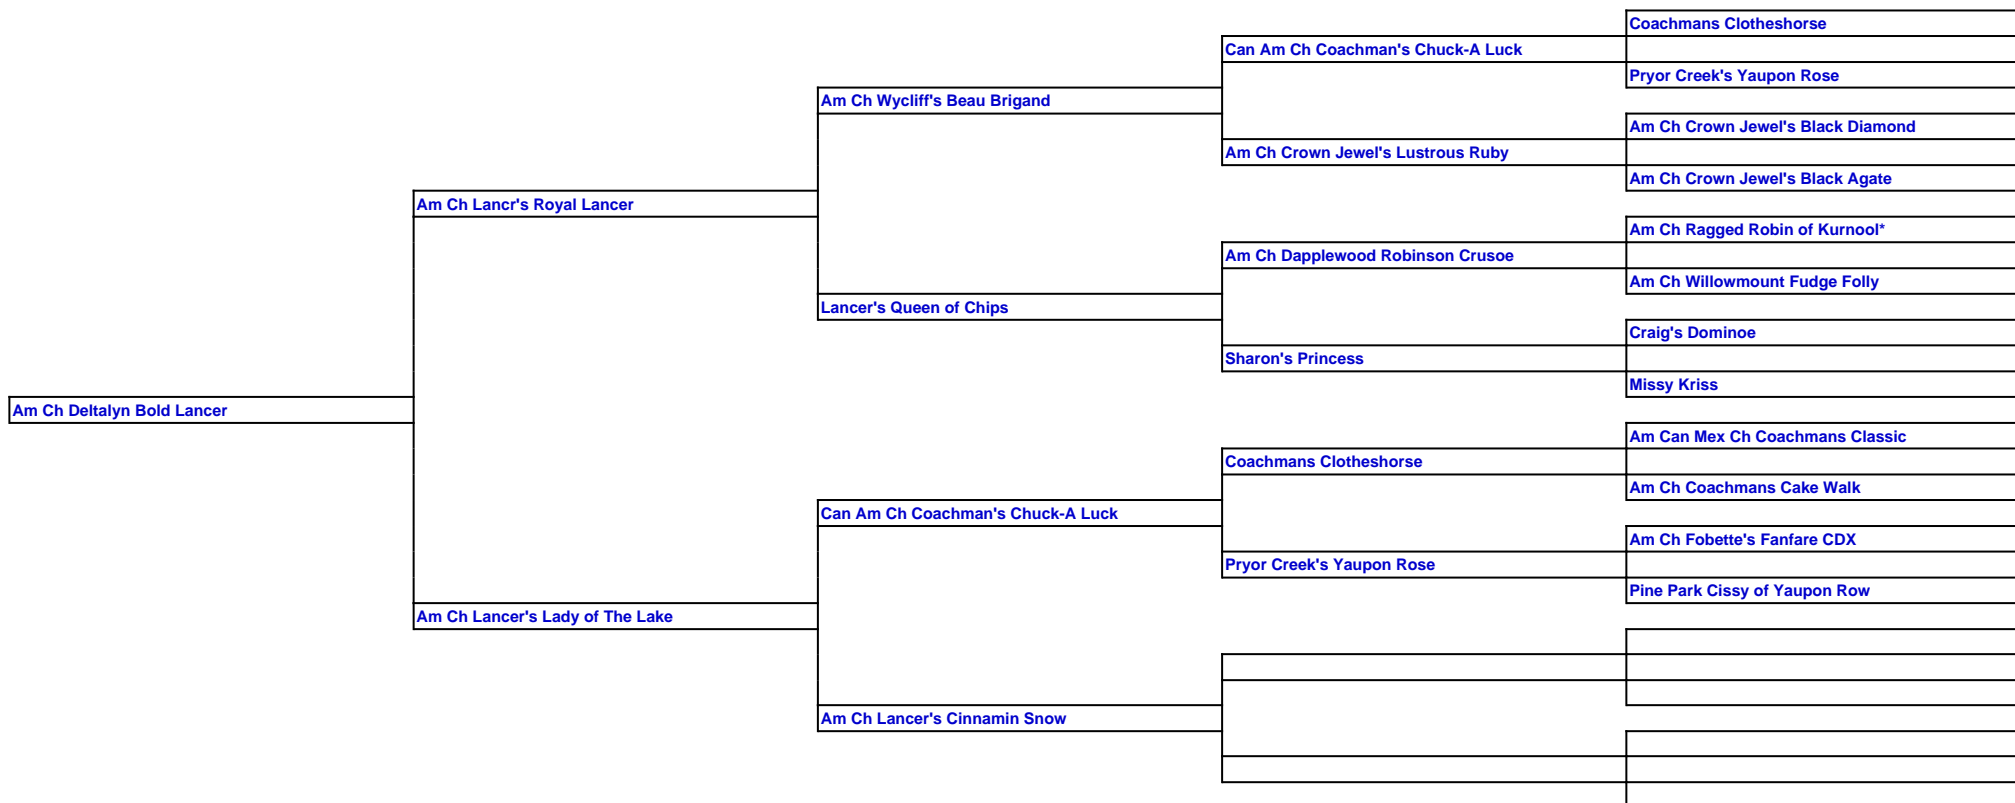 Coachmans Clotheshorse
Can Am Ch Coachman's Chuck-A Luck
Pryor Creek's Yaupon Rose
Am Ch Wycliff's Beau Brigand
Am Ch Crown Jewel's Black Diamond
Am Ch Crown Jewel's Lustrous Ruby
Am Ch Crown Jewel's Black Agate
Am Ch Lancr's Royal Lancer
Am Ch Ragged Robin of Kurnool*
Am Ch Dapplewood Robinson Crusoe
Am Ch Willowmount Fudge Folly
Lancer's Queen of Chips
Craig's Dominoe
Sharon's Princess
Missy Kriss
Am Ch Deltalyn Bold Lancer
Am Can Mex Ch Coachmans Classic
Coachmans Clotheshorse
Am Ch Coachmans Cake Walk
Can Am Ch Coachman's Chuck-A Luck
Am Ch Fobette's Fanfare CDX
Pryor Creek's Yaupon Rose
Pine Park Cissy of Yaupon Row
Am Ch Lancer's Lady of The Lake
Am Ch Lancer's Cinnamin Snow